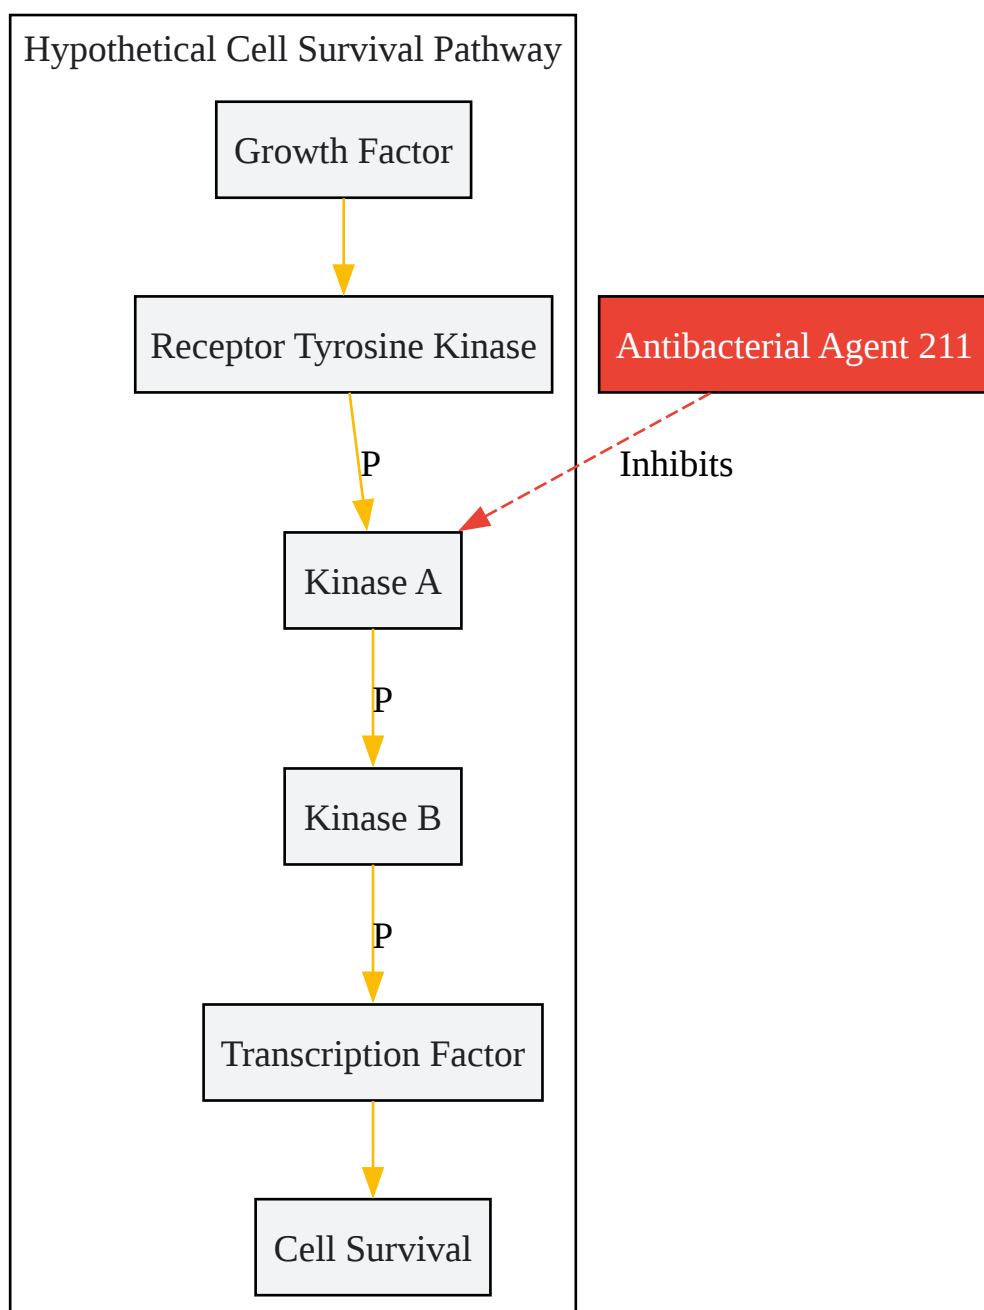 Hypothetical Cell Survival Pathway
Growth Factor
Receptor Tyrosine Kinase
Antibacterial Agent 211
P
Inhibits
Kinase A
P
Kinase B
P
Transcription Factor
Cell Survival